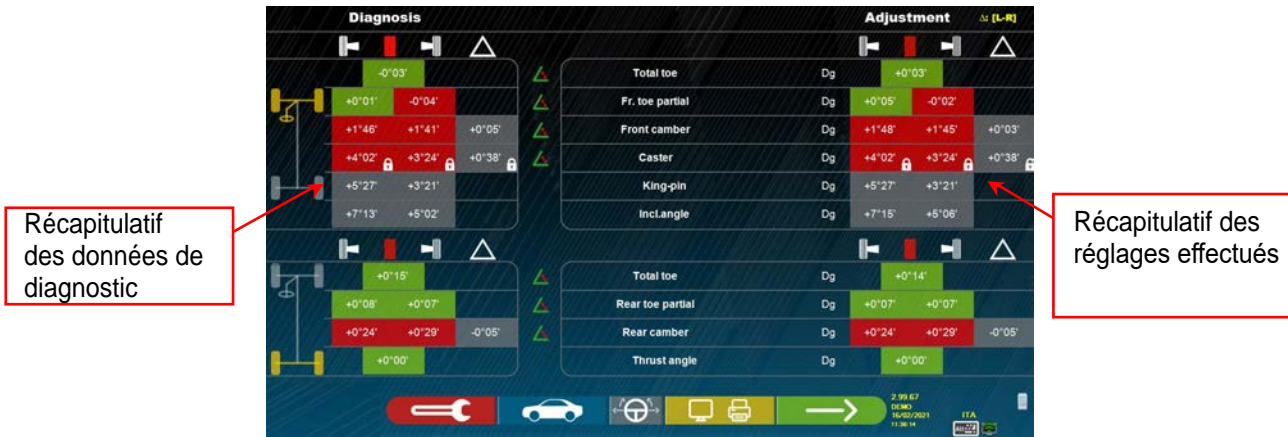 Diagnosis Adjustment Δ: [L-R]
-0°03' Total toe Dg +0°03'
+0°01' -0°04' Fr. toe partial Dg +0°05' -0°02'
+1°46' +1°41' +0°05' Front camber Dg +1°48' +1°45' +0°03'
+4°02' +3°24' +0°38' Caster Dg +4°02' +3°24' +0°38'
+5°27' +3°21' King-pin Dg +5°27' +3°21'
+7°13' +5°02' Incl.angle Dg +7°15' +5°06'
Récapitulatif
des données de
diagnostic
Récapitulatif des
réglages effectués
+0°15' Total toe Dg +0°14'
+0°08' +0°07' Rear toe partial Dg +0°07' +0°07'
+0°24' +0°29' -0°05' Rear camber Dg +0°24' +0°29' -0°05'
+0°00' Thrust angle Dg +0°00'
2.99.67
DEMO
16/02/2021 ITA
11:36:14